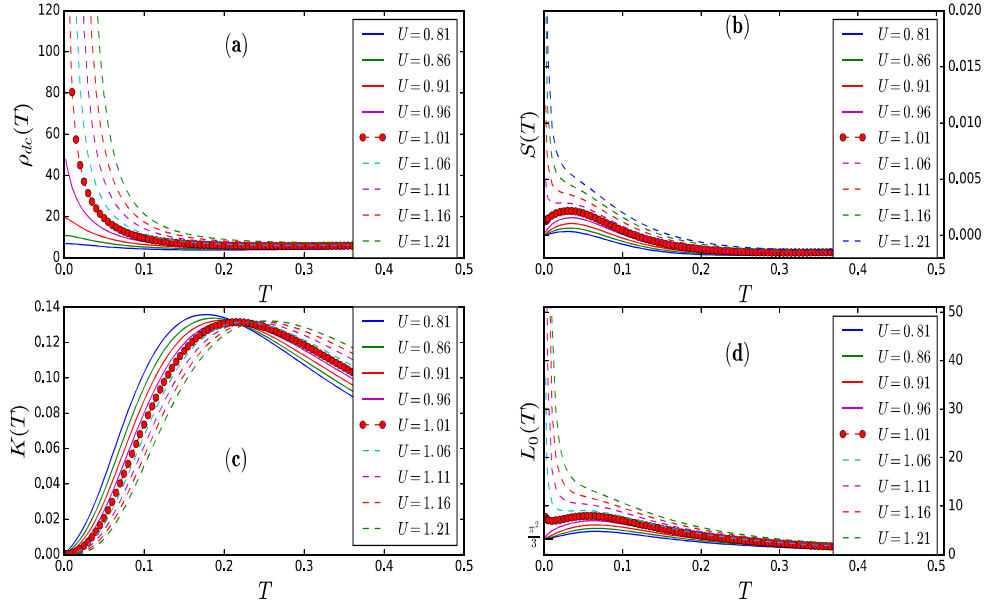 120
100
80
60
40
20
0
0.0 0.1 0.2 0.3 0.4 0.5
ρ_dc(T)
T
(a)
U=0.81
U=0.86
U=0.91
U=0.96
U=1.01
U=1.06
U=1.11
U=1.16
U=1.21
0.020
0.015
0.010
0.005
0.000
0.0 0.1 0.2 0.3 0.4 0.5
S(T)
T
(b)
U=0.81
U=0.86
U=0.91
U=0.96
U=1.01
U=1.06
U=1.11
U=1.16
U=1.21
0.14
0.12
0.10
0.08
0.06
0.04
0.02
0.00
0.0 0.1 0.2 0.3 0.4 0.5
K(T)
T
(c)
U=0.81
U=0.86
U=0.91
U=0.96
U=1.01
U=1.06
U=1.11
U=1.16
U=1.21
50
40
30
20
10
0
0.0 0.1 0.2 0.3 0.4 0.5
L_0(T)
T
(d)
U=0.81
U=0.86
U=0.91
U=0.96
U=1.01
U=1.06
U=1.11
U=1.16
U=1.21